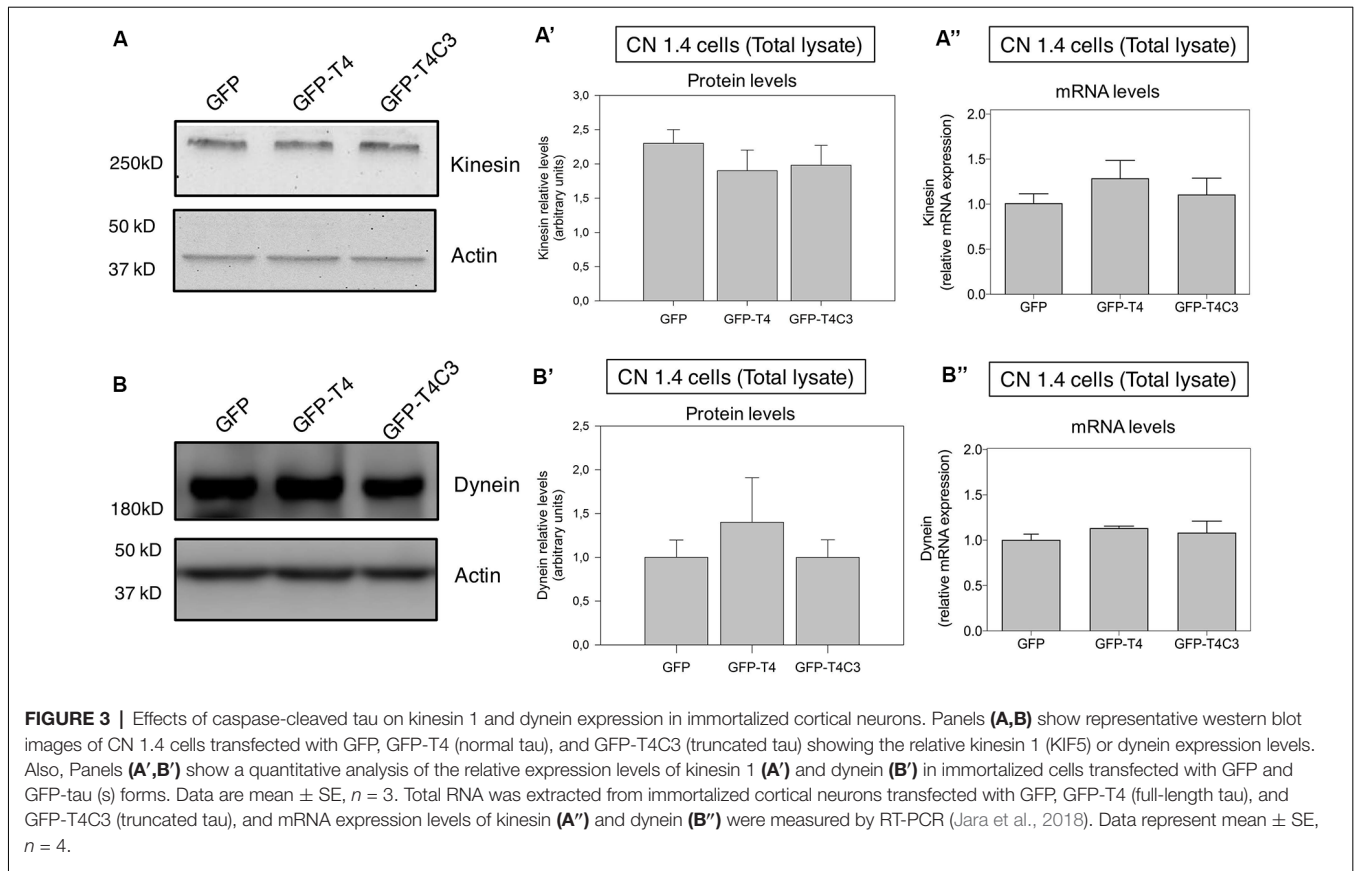 A
GFP
GFP-T4
GFP-T4C3
250kD
Kinesin
50 kD
37 kD
Actin
A'
CN 1.4 cells (Total lysate)
Protein levels
Kinesin relative levels
(arbitrary units)
3,0
2,5
2,0
1,5
1,0
0,5
0,0
GFP
GFP-T4
GFP-T4C3
A"
CN 1.4 cells (Total lysate)
mRNA levels
Kinesin
(relative mRNA expression)
2.0
1.5
1.0
0.5
0.0
GFP
GFP-T4
GFP-T4C3
B
GFP
GFP-T4
GFP-T4C3
180kD
Dynein
50 kD
37 kD
Actin
B'
CN 1.4 cells (Total lysate)
Protein levels
Dynein relative levels
(arbitrary units)
2,5
2,0
1,5
1,0
0,5
0,0
GFP
GFP-T4
GFP-T4C3
B"
CN 1.4 cells (Total lysate)
mRNA levels
Dynein
(relative mRNA expression)
2.0
1.5
1.0
0.5
0.0
GFP
GFP-T4
GFP-T4C3
FIGURE 3 | Effects of caspase-cleaved tau on kinesin 1 and dynein expression in immortalized cortical neurons. Panels (A,B) show representative western blot
images of CN 1.4 cells transfected with GFP, GFP-T4 (normal tau), and GFP-T4C3 (truncated tau) showing the relative kinesin 1 (KIF5) or dynein expression levels.
Also, Panels (A′,B′) show a quantitative analysis of the relative expression levels of kinesin 1 (A′) and dynein (B′) in immortalized cells transfected with GFP and
GFP-tau (s) forms. Data are mean ± SE, n = 3. Total RNA was extracted from immortalized cortical neurons transfected with GFP, GFP-T4 (full-length tau), and
GFP-T4C3 (truncated tau), and mRNA expression levels of kinesin (A″) and dynein (B″) were measured by RT-PCR (Jara et al., 2018). Data represent mean ± SE,
n = 4.